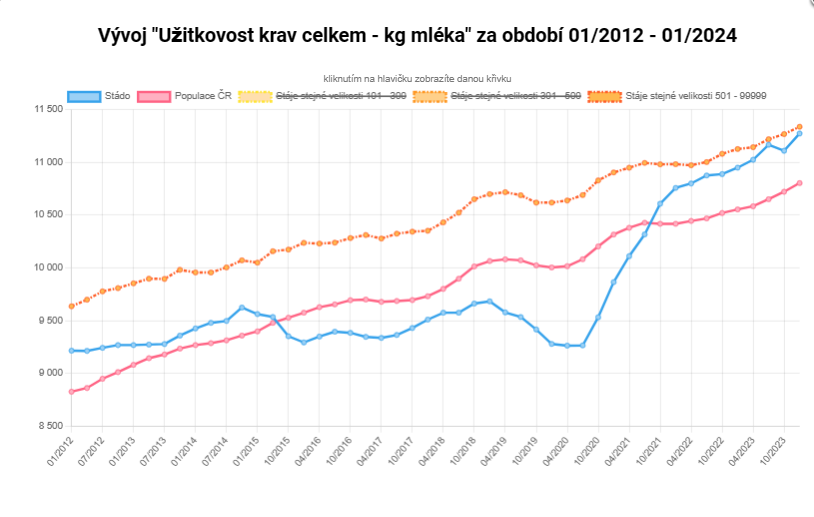 Vývoj "Užitkovost krav celkem - kg mléka" za období 01/2012 - 01/2024
kliknutím na hlavičku zobrazíte danou křivku
Stádo Populace ČR Stáje stejné velikosti 101 - 300 Stáje stejné velikosti 301 - 500 Stáje stejné velikosti 501 - 99999
11 500
11 000
10 500
10 000
9 500
9 000
8 500
01/2012 07/2012 01/2013 07/2013 01/2014 07/2014 01/2015 10/2015 04/2016 10/2016 04/2017 10/2017 04/2018 10/2018 04/2019 10/2019 04/2020 10/2020 04/2021 10/2021 04/2022 10/2022 04/2023 10/2023